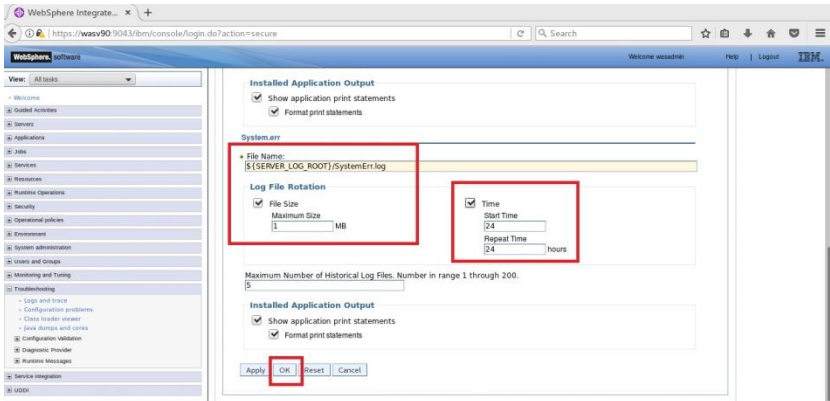 WebSphere Integrate... × +
https://wasv90:9043/ibm/console/login.do?action=secure
Search
WebSphere. software
Welcome wasadmin
Help | Logout
IBM.
View: All tasks
Welcome
Guided Activities
Servers
Applications
Jobs
Services
Resources
Runtime Operations
Security
Operational policies
Environment
System administration
Users and Groups
Monitoring and Tuning
Troubleshooting
Logs and trace
Configuration problems
Class loader viewer
Java dumps and cores
Configuration Validation
Diagnostic Provider
Runtime Messages
Service integration
UDDI
Installed Application Output
Show application print statements
Format print statements
System.err
* File Name:
${SERVER_LOG_ROOT}/SystemErr.log
Log File Rotation
File Size
Maximum Size
1 MB
Time
Start Time
24
Repeat Time
24 hours
Maximum Number of Historical Log Files. Number in range 1 through 200.
5
Installed Application Output
Show application print statements
Format print statements
Apply OK Reset Cancel